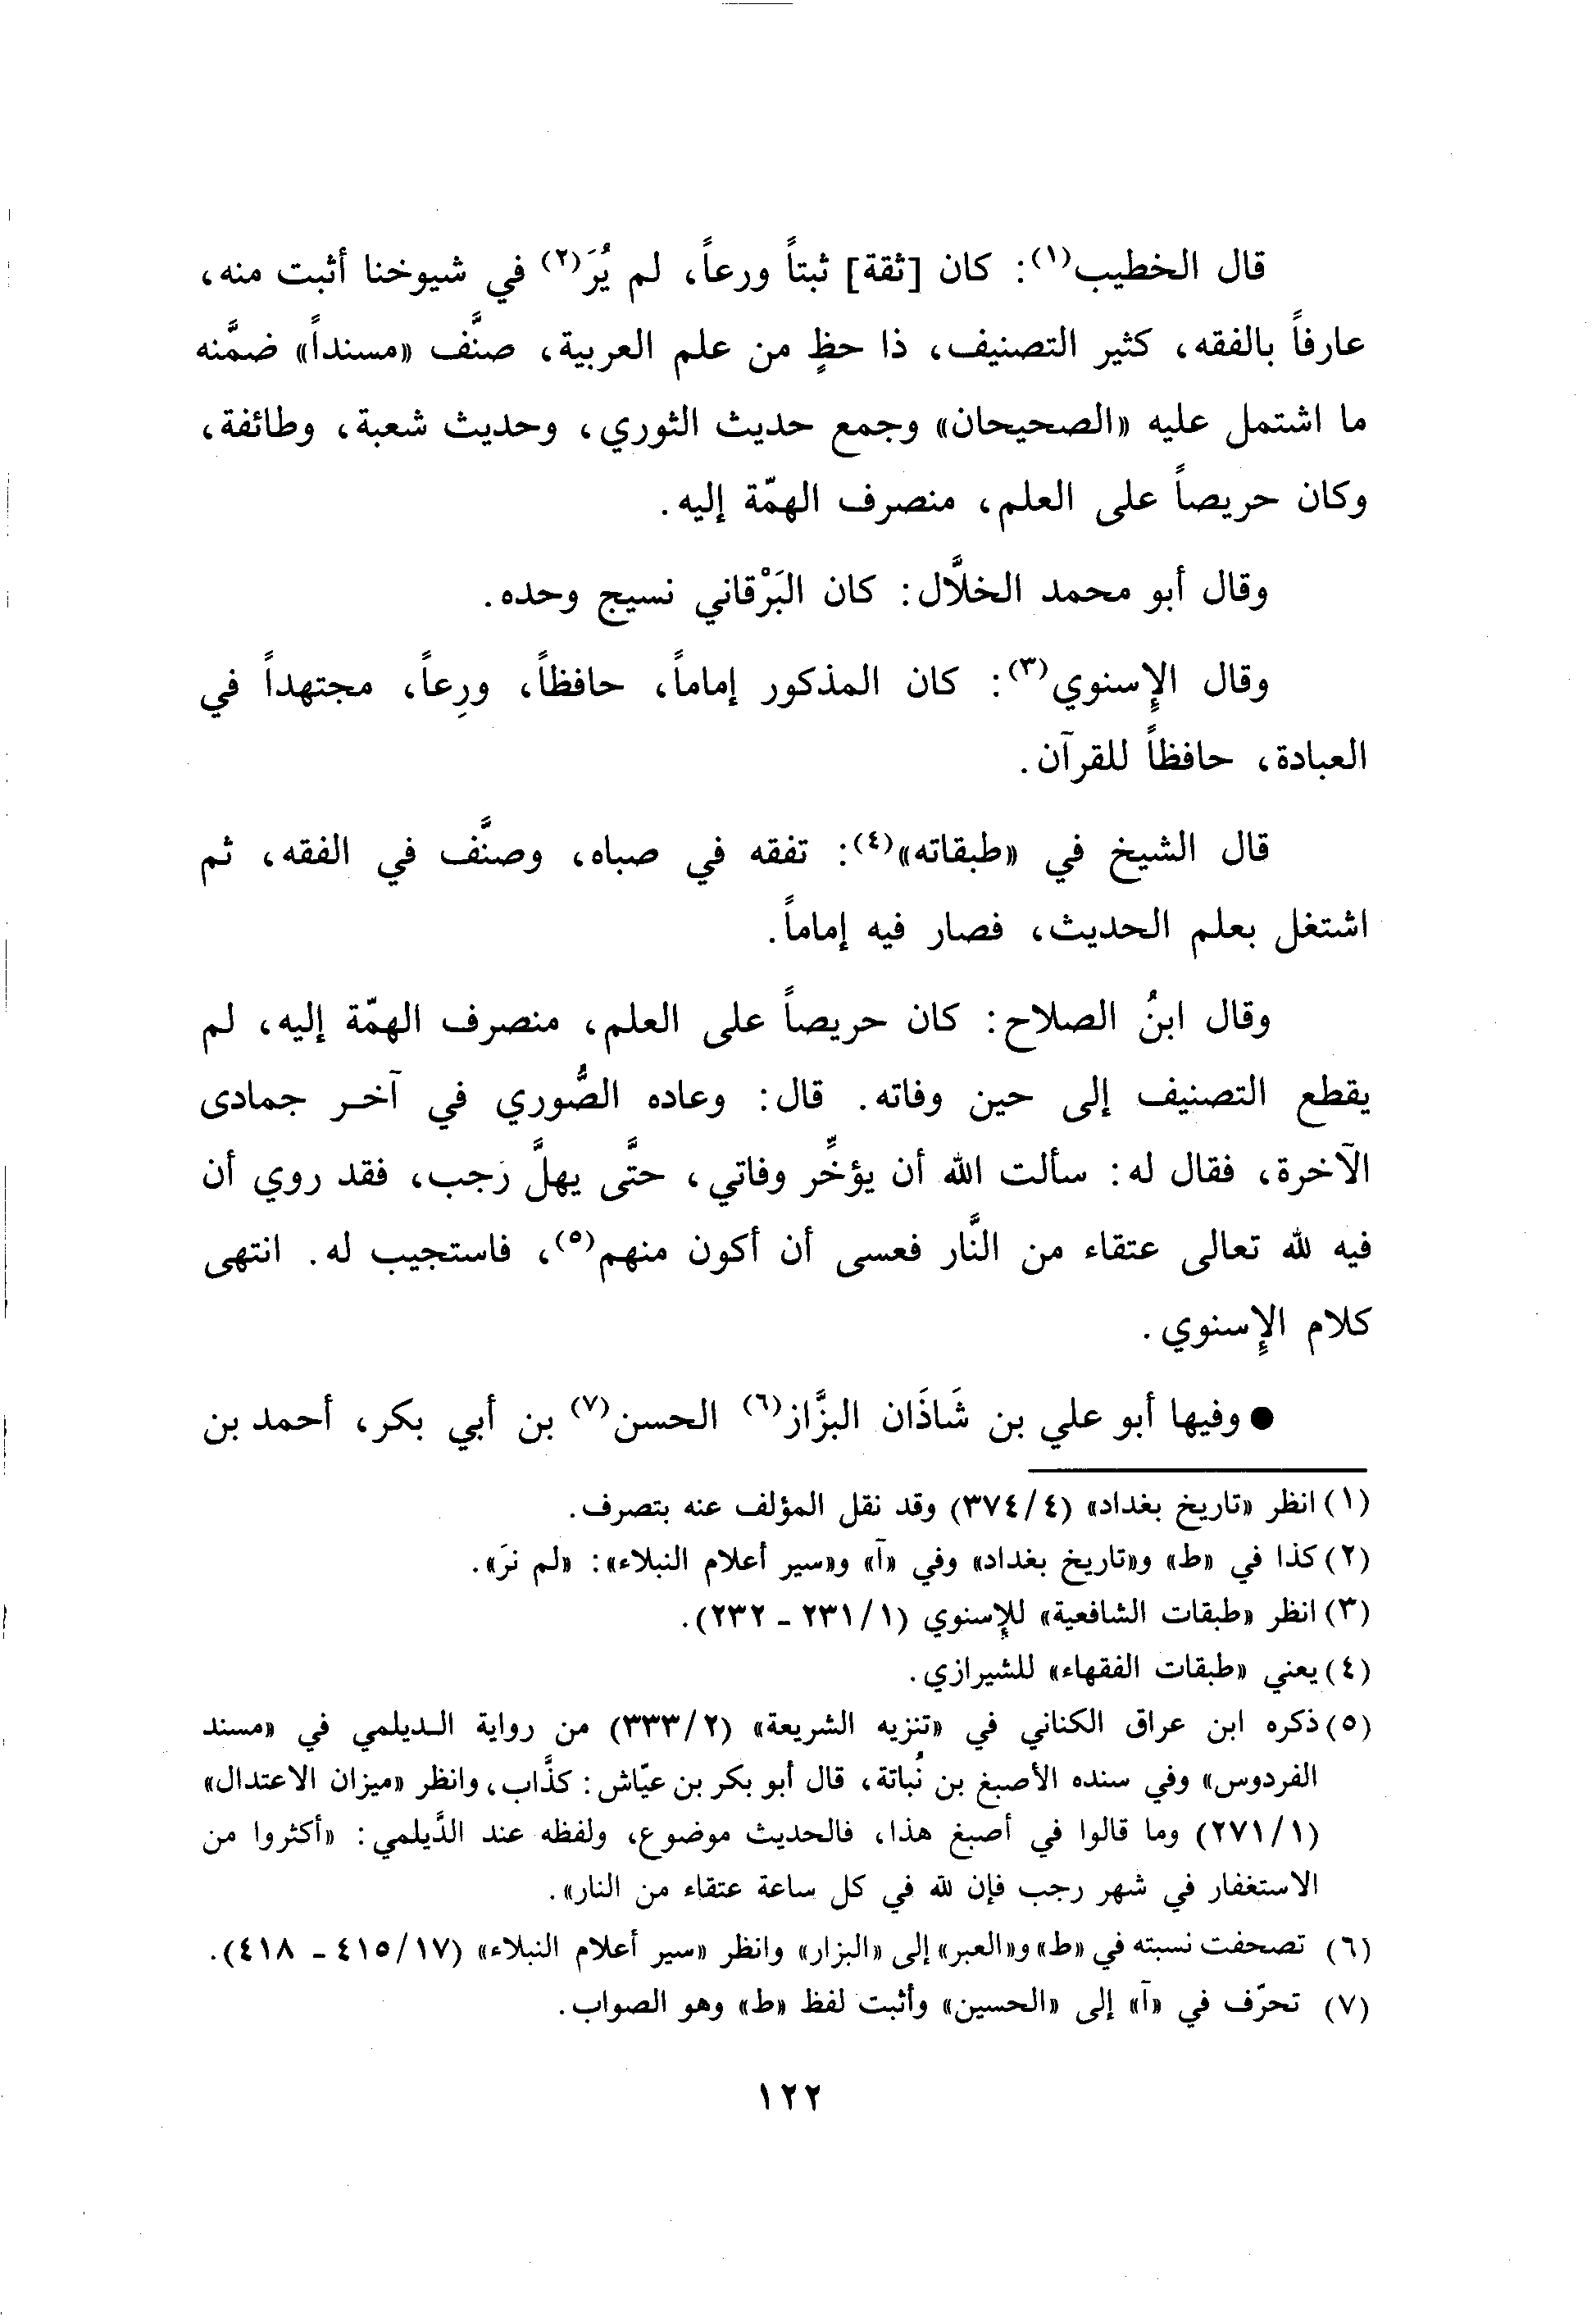 قال الخطيب(١): كان [ثقة] ثبتاً ورعاً، لم يُرَ(٢) في شيوخنا أثبت منه،
عارفاً بالفقه، كثير التصنيف، ذا حظٍ من علم العربية، صنَّف «مسنداً» ضمَّنه
ما اشتمل عليه «الصحيحان» وجمع حديث الثوري، وحديث شعبة، وطائفة،
وكان حريصاً على العلم، منصرف الهمّة إليه.
وقال أبو محمد الخلاَّل: كان البَرْقاني نسيج وحده.
وقال الإسنوي(٣): كان المذكور إماماً، حافظاً، ورِعاً، مجتهداً في
العبادة، حافظاً للقرآن.
قال الشيخ في «طبقاته»(٤): تفقه في صباه، وصنَّف في الفقه، ثم
اشتغل بعلم الحديث، فصار فيه إماماً.
وقال ابنُ الصلاح: كان حريصاً على العلم، منصرف الهمّة إليه، لم
يقطع التصنيف إلى حين وفاته. قال: وعاده الصُّوري في آخر جمادى
الآخرة، فقال له: سألت الله أن يؤخِّر وفاتي، حتَّى يهلَّ رَجب، فقد روي أن
فيه لله تعالى عتقاء من النَّار فعسى أن أكون منهم(٥)، فاستجيب له. انتهى
كلام الإسنوي.
● وفيها أبو علي بن شَاذَان البزَّاز(٦) الحسن(٧) بن أبي بكر، أحمد بن
(١) انظر «تاريخ بغداد» (٤/ ٣٧٤) وقد نقل المؤلف عنه بتصرف.
(٢) كذا في «ط» و«تاريخ بغداد» وفي «آ» و«سير أعلام النبلاء»: «لم نرَ».
(٣) انظر «طبقات الشافعية» للإسنوي (١/ ٢٣١ - ٢٣٢).
(٤) يعني «طبقات الفقهاء» للشيرازي.
(٥) ذكره ابن عراق الكناني في «تنزيه الشريعة» (٢/ ٣٣٣) من رواية الديلمي في «مسند
الفردوس» وفي سنده الأصبغ بن نُباتة، قال أبو بكر بن عيّاش: كذَّاب، وانظر «ميزان الاعتدال»
(١/ ٢٧١) وما قالوا في أصبغ هذا، فالحديث موضوع، ولفظه عند الدَّيلمي: «أكثروا من
الاستغفار في شهر رجب فإن لله في كل ساعة عتقاء من النار».
(٦) تصحفت نسبته في «ط» و«العبر» إلى «البزار» وانظر «سير أعلام النبلاء» (١٧/ ٤١٥ - ٤١٨).
(٧) تحرّف في «آ» إلى «الحسين» وأثبت لفظ «ط» وهو الصواب.
١٢٢